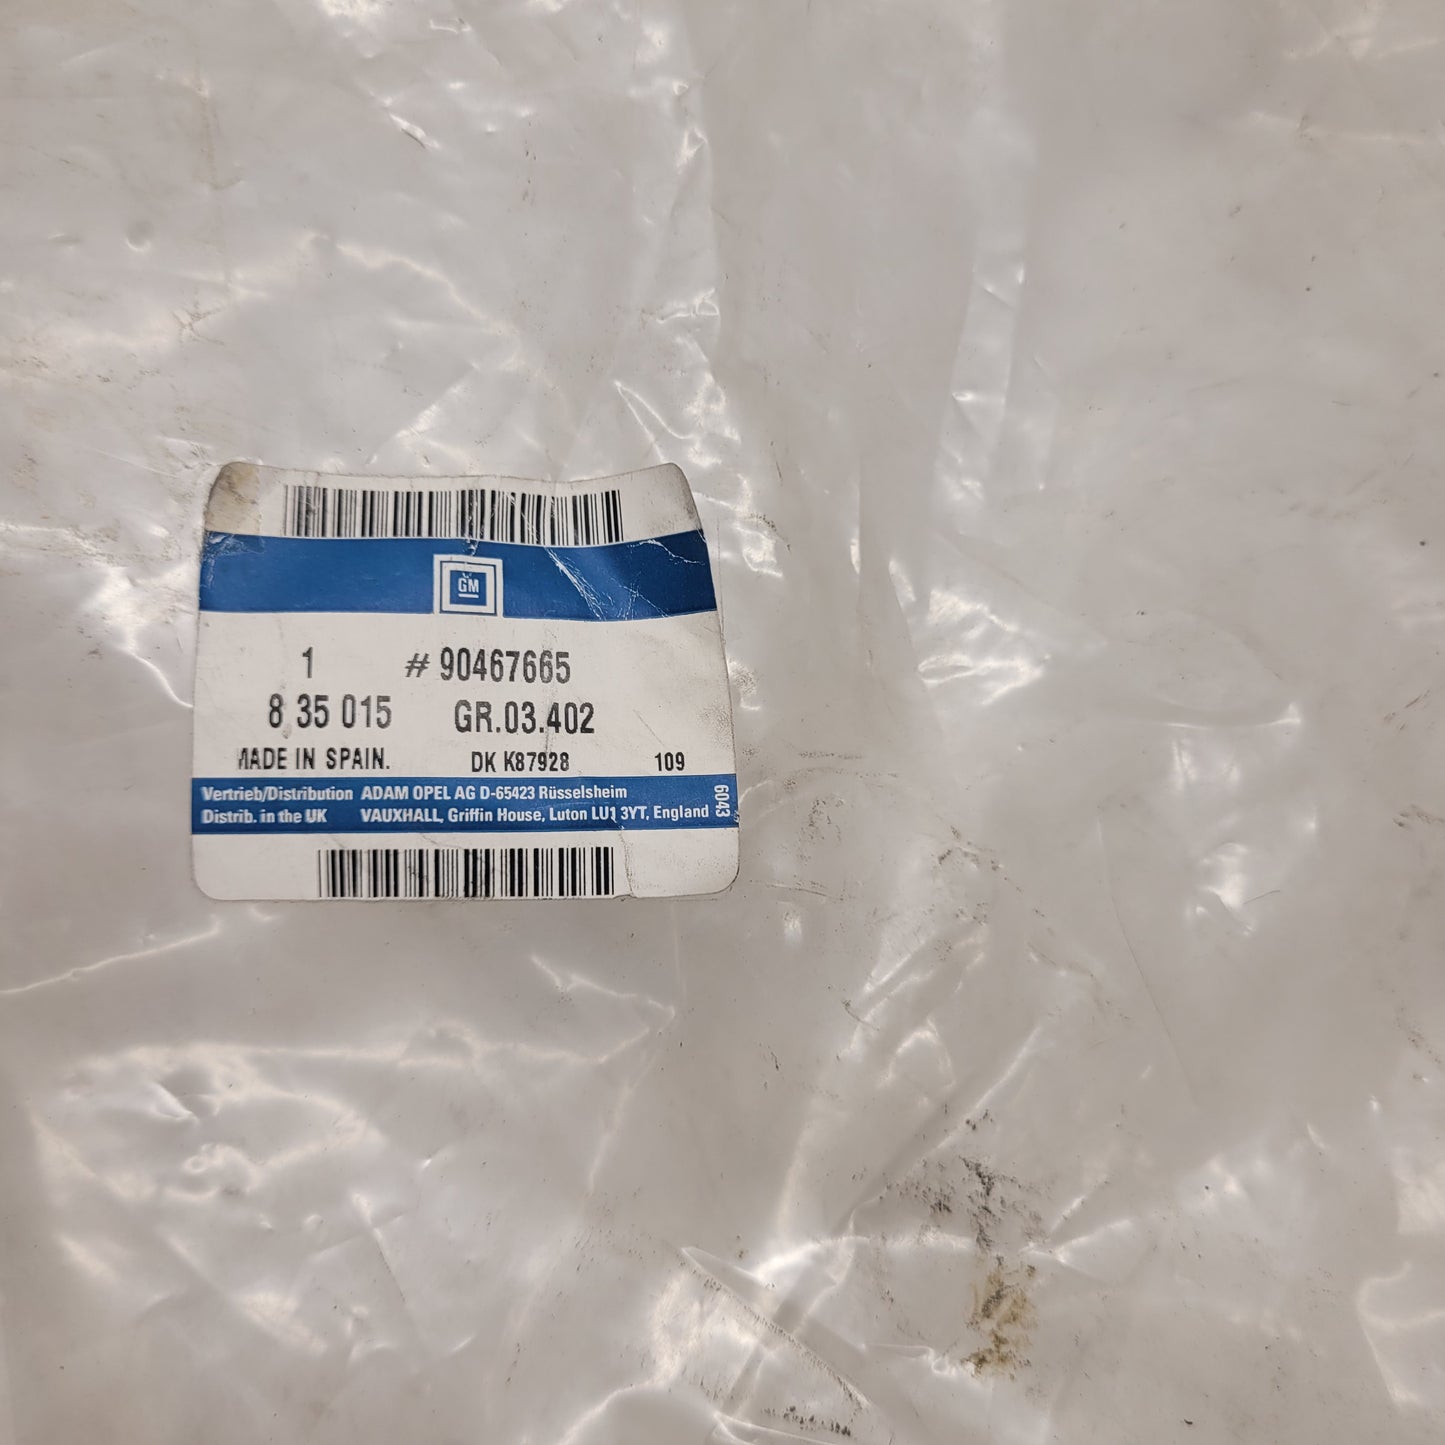 GM
1 # 90467665
8 35 015 GR.03.402
MADE IN SPAIN. DK K87928 109
Vertrieb/Distribution ADAM OPEL AG D-65423 Rüsselsheim
Distrib. in the UK VAUXHALL, Griffin House, Luton LU1 3YT, England
6043